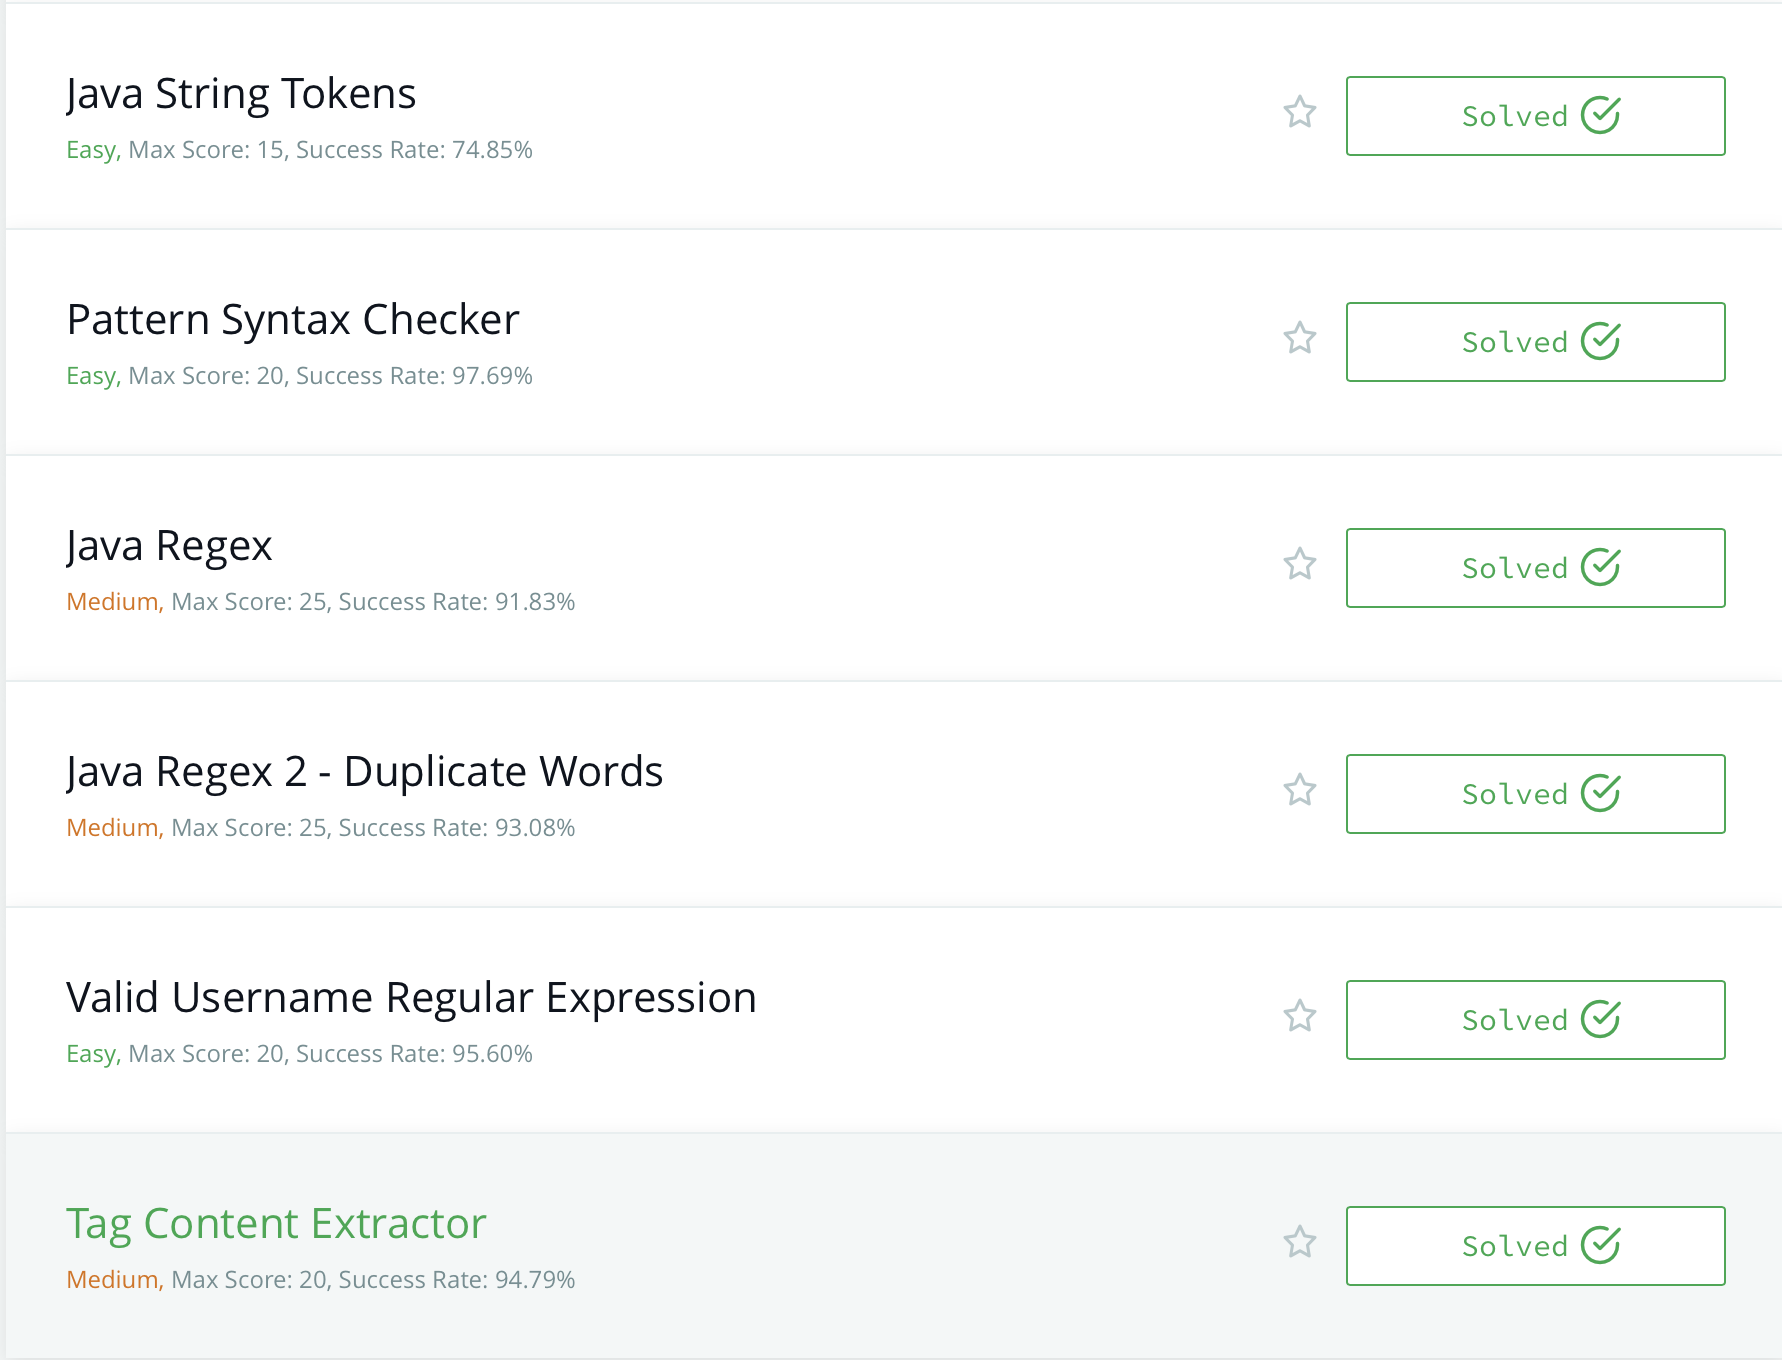 Java String Tokens
Easy, Max Score: 15, Success Rate: 74.85%
Solved
Pattern Syntax Checker
Easy, Max Score: 20, Success Rate: 97.69%
Solved
Java Regex
Medium, Max Score: 25, Success Rate: 91.83%
Solved
Java Regex 2 - Duplicate Words
Medium, Max Score: 25, Success Rate: 93.08%
Solved
Valid Username Regular Expression
Easy, Max Score: 20, Success Rate: 95.60%
Solved
Tag Content Extractor
Medium, Max Score: 20, Success Rate: 94.79%
Solved